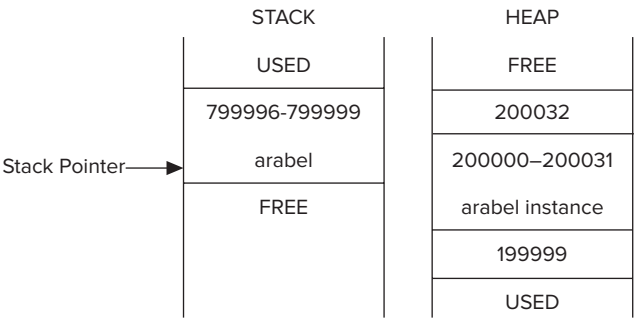 STACK
HEAP
USED
FREE
799996-799999
200032
Stack Pointer
arabel
200000–200031
FREE
arabel instance
199999
USED